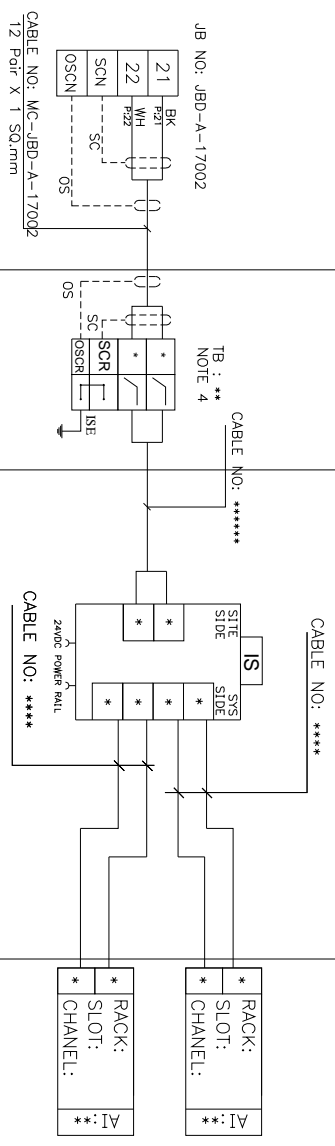 JB NO: JBD-A-17002
21
BK
P:21
22
WH
P:22
SCN
SC
OSCN
OS
CABLE NO: MC-JBD-A-17002
12 Pair X 1 SQ.mm
TB : **
NOTE 4
*
*
SCR
SC
OSCR
OS
ISE
CABLE NO: ******
IS
SITE SIDE
SYS SIDE
*
*
*
*
*
*
24VDC POWER RAIL
CABLE NO: ****
CABLE NO: ****
*
*
RACK:
SLOT:
CHANEL:
AI:**
*
*
RACK:
SLOT:
CHANEL:
AI:**